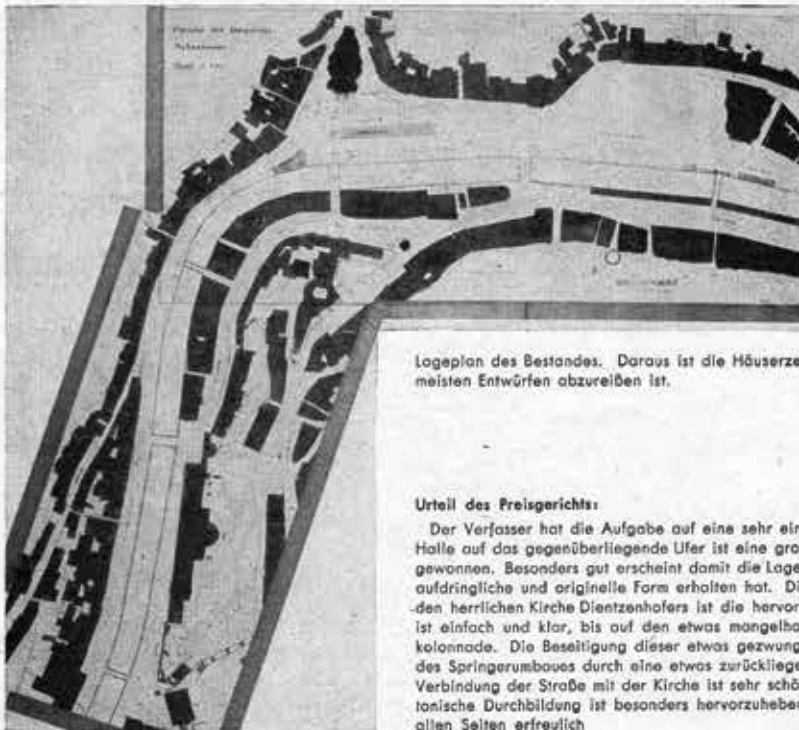 Lageplan des Bestandes. Daraus ist die Häuserze
meisten Entwürfen abzureißen ist.
Urteil des Preisgerichts:
Der Verfasser hat die Aufgabe auf eine sehr ein
Halle auf das gegenüberliegende Ufer ist eine gro
gewonnen. Besonders gut erscheint damit die Lage
aufdringliche und originelle Form erhalten hat. Di
den herrlichen Kirche Dientzenhofers ist die hervor
ist einfach und klar, bis auf den etwas mangelha
kolonnade. Die Beseitigung dieser etwas gezwung
des Springerumbaues durch eine etwas zurückliege
Verbindung der Straße mit der Kirche ist sehr schö
tonische Durchbildung ist besonders hervorzuheben
allen Seiten erfreulich